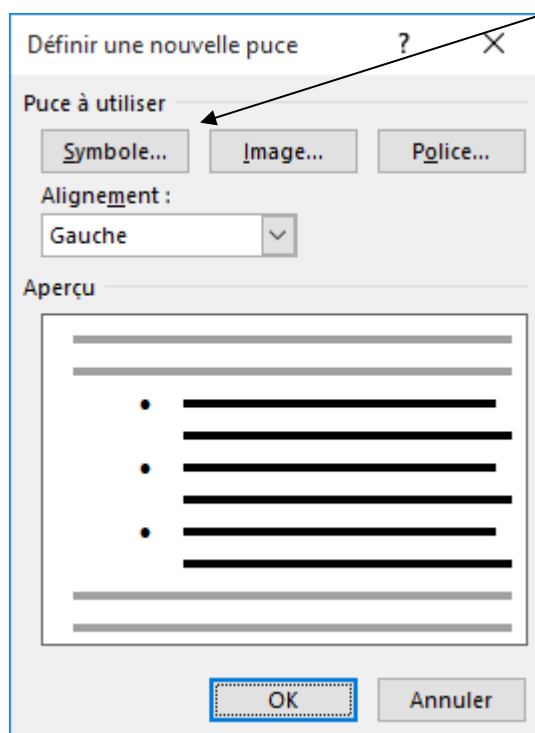 Définir une nouvelle puce ?
Puce à utiliser
Symbole... Image... Police...
Alignement :
Gauche
Aperçu
OK Annuler